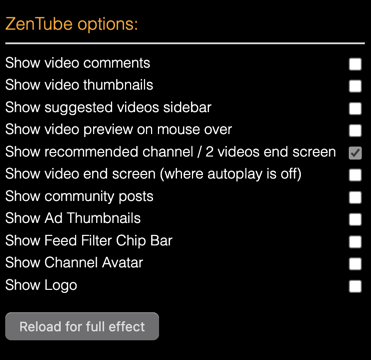 ZenTube options:
Show video comments
Show video thumbnails
Show suggested videos sidebar
Show video preview on mouse over
Show recommended channel / 2 videos end screen
Show video end screen (where autoplay is off)
Show community posts
Show Ad Thumbnails
Show Feed Filter Chip Bar
Show Channel Avatar
Show Logo
Reload for full effect